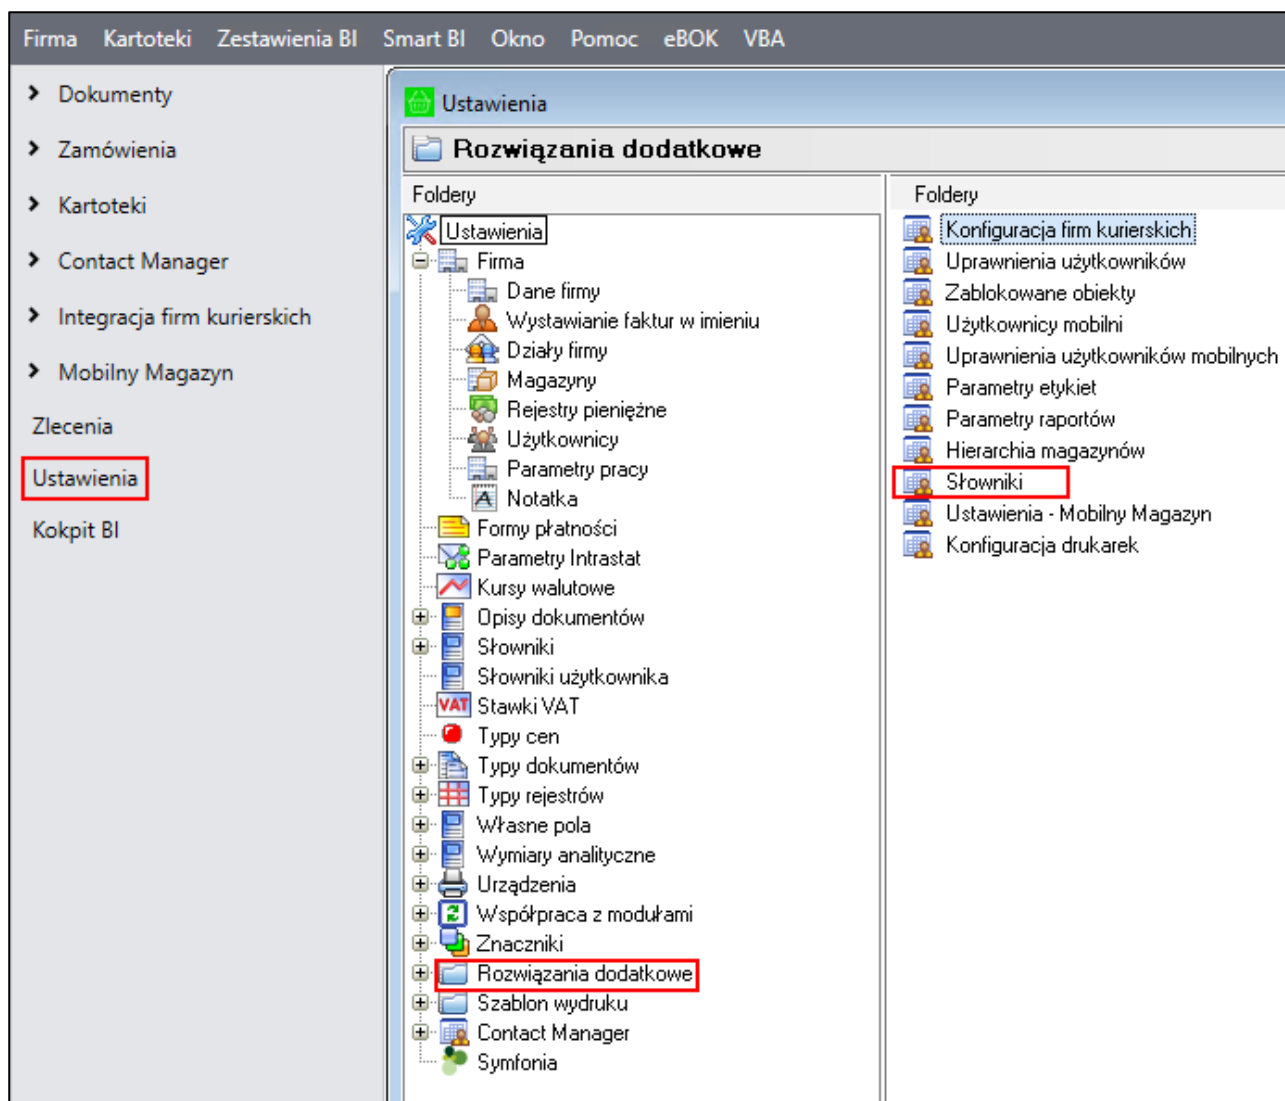 Firma Kartoteki Zestawienia BI Smart BI Okno Pomoc eBOK VBA
Dokumenty
Zamówienia
Kartoteki
Contact Manager
Integracja firm kurierskich
Mobilny Magazyn
Zlecenia
Ustawienia
Kokpit BI
Ustawienia
Rozwiązania dodatkowe
Foldery
Ustawienia
Firma
Dane firmy
Wystawianie faktur w imieniu
Działy firmy
Magazyny
Rejestry pieniężne
Użytkownicy
Parametry pracy
Notatka
Formy płatności
Parametry Intrastat
Kursy walutowe
Opisy dokumentów
Słowniki
Słowniki użytkownika
VAT Stawki VAT
Typy cen
Typy dokumentów
Typy rejestrów
Własne pola
Wymiary analityczne
Urządzenia
Współpraca z modułami
Znaczniki
Rozwiązania dodatkowe
Szablon wydruku
Contact Manager
Symfonia
Foldery
Konfiguracja firm kurierskich
Uprawnienia użytkowników
Zablokowane obiekty
Użytkownicy mobilni
Uprawnienia użytkowników mobilnych
Parametry etykiet
Parametry raportów
Hierarchia magazynów
Słowniki
Ustawienia - Mobilny Magazyn
Konfiguracja drukarek